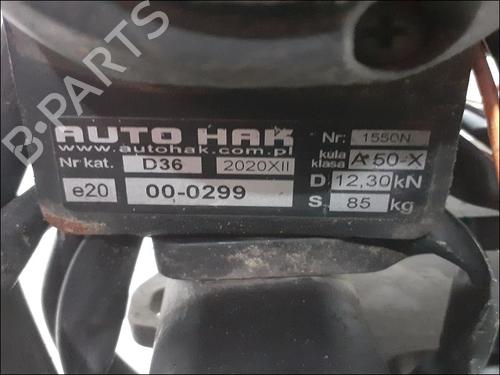 B-PARTS
AUTO HAK
www.autohak.com.pl
Nr kat. D36 2020XII
e20 00-0299
Nr: 1550N
kula klasa A 50-X
D 12,30 kN
S 85 kg